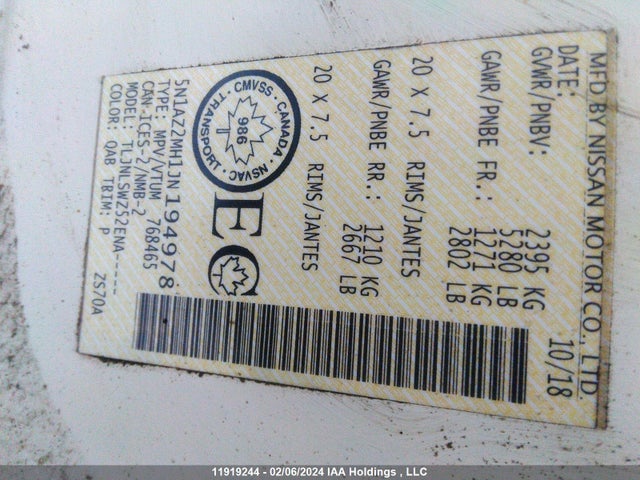 MFD BY NISSAN MOTOR CO., LTD.
DATE: 10/18
GVWR/PNBV: 2395 KG
5280 LB
GAWR/PNBE FR.: 1271 KG
2802 LB
20 X 7.5 RIMS/JANTES
GAWR/PNBE RR.: 1210 KG
2667 LB
20 X 7.5 RIMS/JANTES
CMVSS · CANADA · NSVAC · TRANSPORT
986
EC
5N1AZ2MH1JN194978
TYPE: MPV/VTUM 768465
CKN-ICES-2/NMB-2
MODEL: TLJNLSWZ52ENA-----
COLOR: QAB TRIM: P ZS70A
11919244 - 02/06/2024 IAA Holdings , LLC